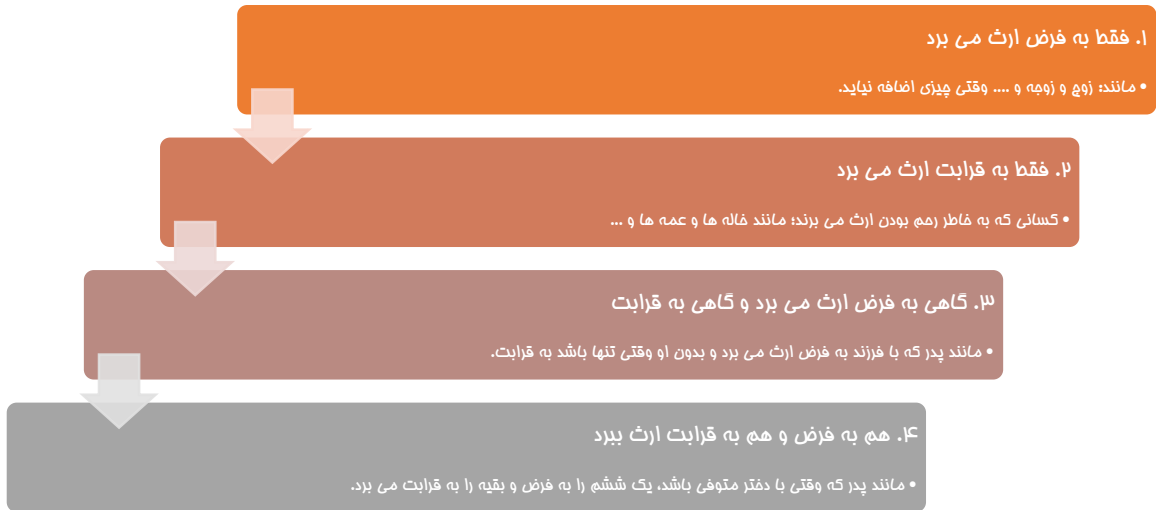 ۱. فقط به فرض ارث می برد
• مانند: زوج و زوجه و .... وقتی چیزی اضافه نیاید.
۲. فقط به قرابت ارث می برد
• کسانی که به خاطر رحم بودن ارث می برند؛ مانند خاله ها و عمه ها و ...
۳. گاهی به فرض ارث می برد و گاهی به قرابت
• مانند پدر که با فرزند به فرض ارث می برد و بدون او وقتی تنها باشد به قرابت.
۴. هم به فرض و هم به قرابت ارث ببرد
• مانند پدر که وقتی با دختر متوفی باشد، یک ششم را به فرض و بقیه را به قرابت می برد.